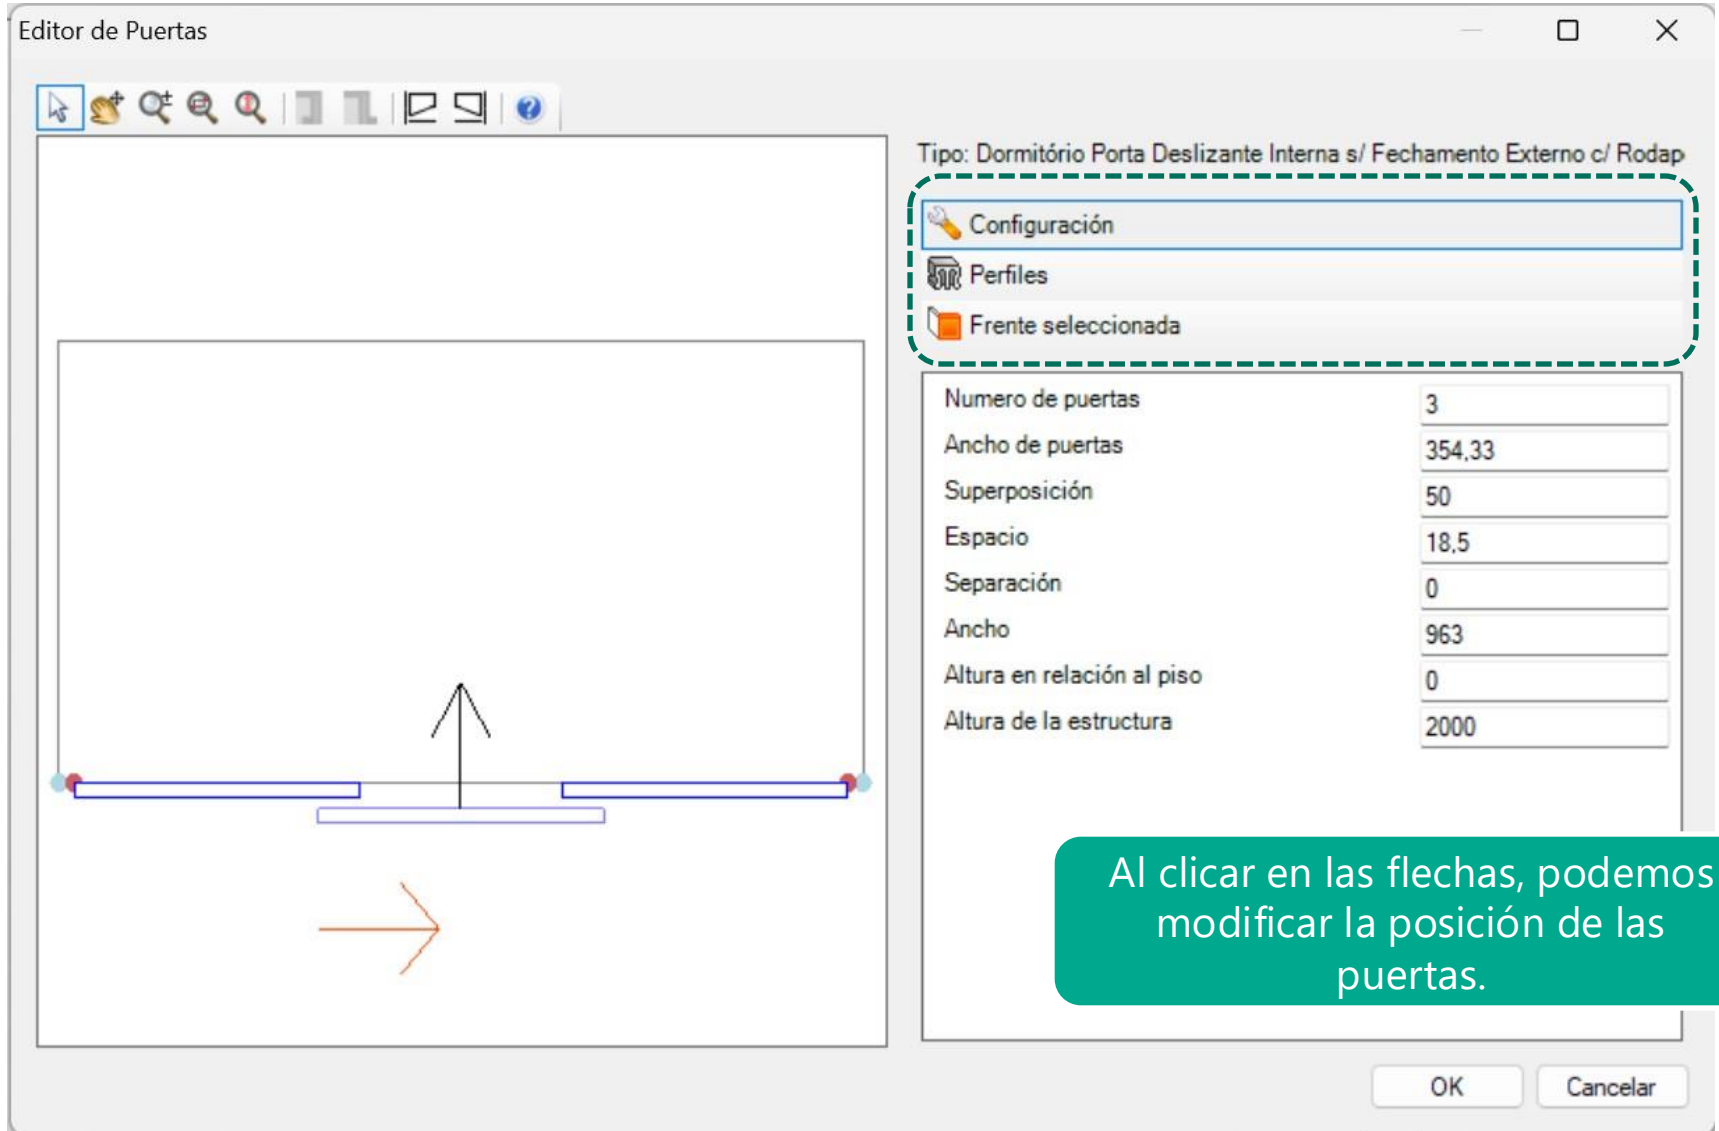 Editor de Puertas
Tipo: Dormitório Porta Deslizante Interna s/ Fechamento Externo c/ Rodap
Configuración
Perfiles
Frente seleccionada
Numero de puertas 3
Ancho de puertas 354,33
Superposición 50
Espacio 18,5
Separación 0
Ancho 963
Altura en relación al piso 0
Altura de la estructura 2000
Al clicar en las flechas, podemos
modificar la posición de las
puertas.
OK Cancelar